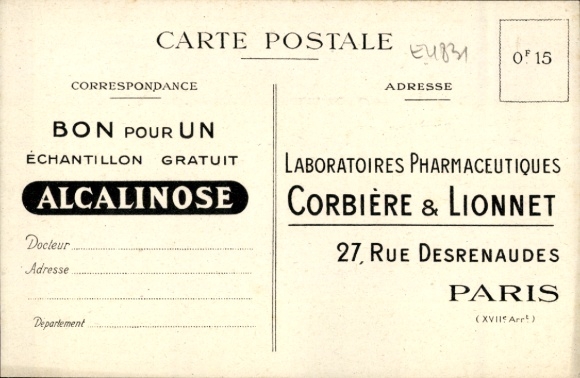 CARTE POSTALE
EU831
0F 15
CORRESPONDANCE
BON POUR UN
ÉCHANTILLON GRATUIT
ALCALINOSE
Docteur
Adresse
Département
ADRESSE
LABORATOIRES PHARMACEUTIQUES
CORBIÈRE & LIONNET
27, RUE DESRENAUDES
PARIS
(XVIIe Arrt)